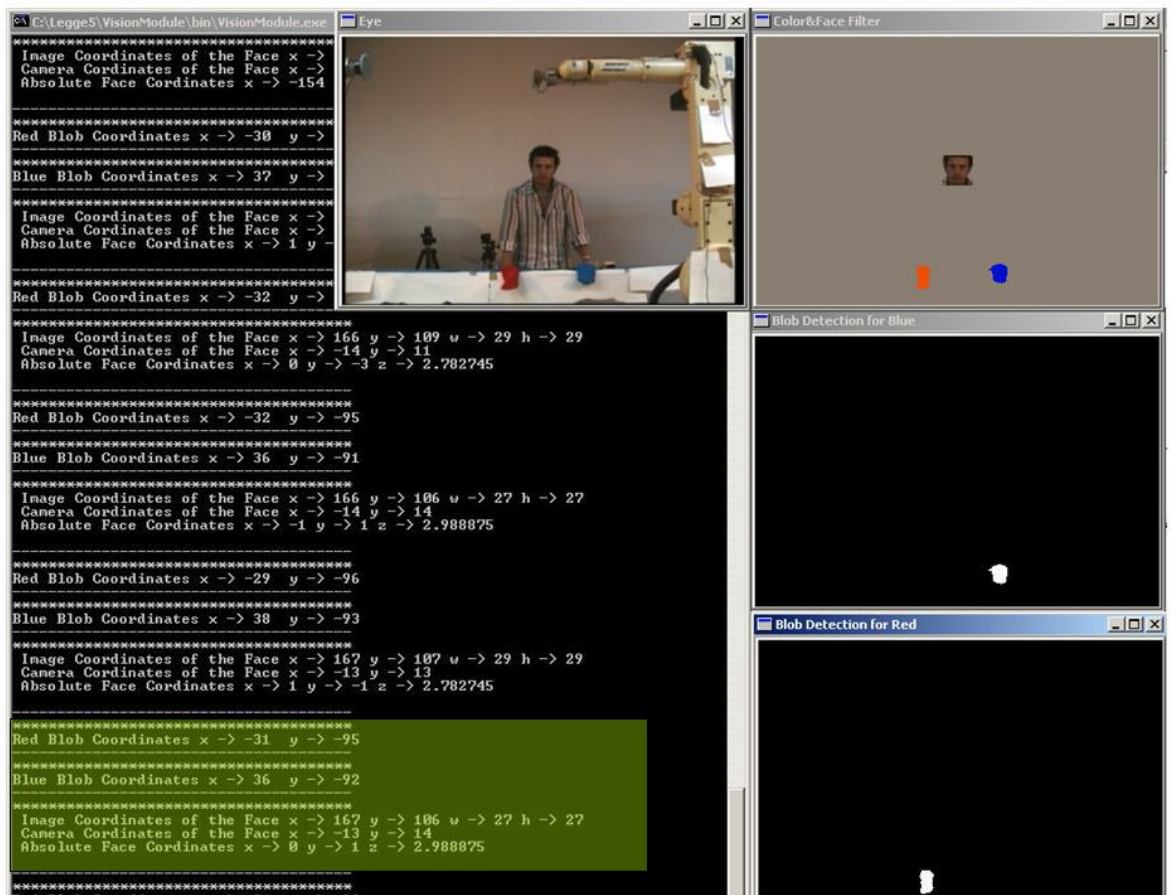 C:\Legge5\VisionModule\bin\VisionModule.exe
**********************************
Image Coordinates of the Face x ->
Camera Cordinates of the Face x ->
Absolute Face Cordinates x -> -154
----------------------------------
**********************************
Red Blob Coordinates x -> -30 y ->
----------------------------------
**********************************
Blue Blob Coordinates x -> 37 y ->
----------------------------------
**********************************
Image Coordinates of the Face x ->
Camera Cordinates of the Face x ->
Absolute Face Cordinates x -> 1 y -
----------------------------------
**********************************
Red Blob Coordinates x -> -32 y ->
----------------------------------
************************************
Image Coordinates of the Face x -> 166 y -> 109 w -> 29 h -> 29
Camera Cordinates of the Face x -> -14 y -> 11
Absolute Face Cordinates x -> 0 y -> -3 z -> 2.782745
------------------------------------
************************************
Red Blob Coordinates x -> -32 y -> -95
------------------------------------
************************************
Blue Blob Coordinates x -> 36 y -> -91
------------------------------------
************************************
Image Coordinates of the Face x -> 166 y -> 106 w -> 27 h -> 27
Camera Cordinates of the Face x -> -14 y -> 14
Absolute Face Cordinates x -> -1 y -> 1 z -> 2.988875
------------------------------------
************************************
Red Blob Coordinates x -> -29 y -> -96
------------------------------------
************************************
Blue Blob Coordinates x -> 38 y -> -93
------------------------------------
************************************
Image Coordinates of the Face x -> 167 y -> 107 w -> 29 h -> 29
Camera Cordinates of the Face x -> -13 y -> 13
Absolute Face Cordinates x -> 1 y -> -1 z -> 2.782745
------------------------------------
************************************
Red Blob Coordinates x -> -31 y -> -95
------------------------------------
************************************
Blue Blob Coordinates x -> 36 y -> -92
------------------------------------
************************************
Image Coordinates of the Face x -> 167 y -> 106 w -> 27 h -> 27
Camera Cordinates of the Face x -> -13 y -> 14
Absolute Face Cordinates x -> 0 y -> 1 z -> 2.988875
------------------------------------
************************************
Eye
Color&Face Filter
Blob Detection for Blue
Blob Detection for Red